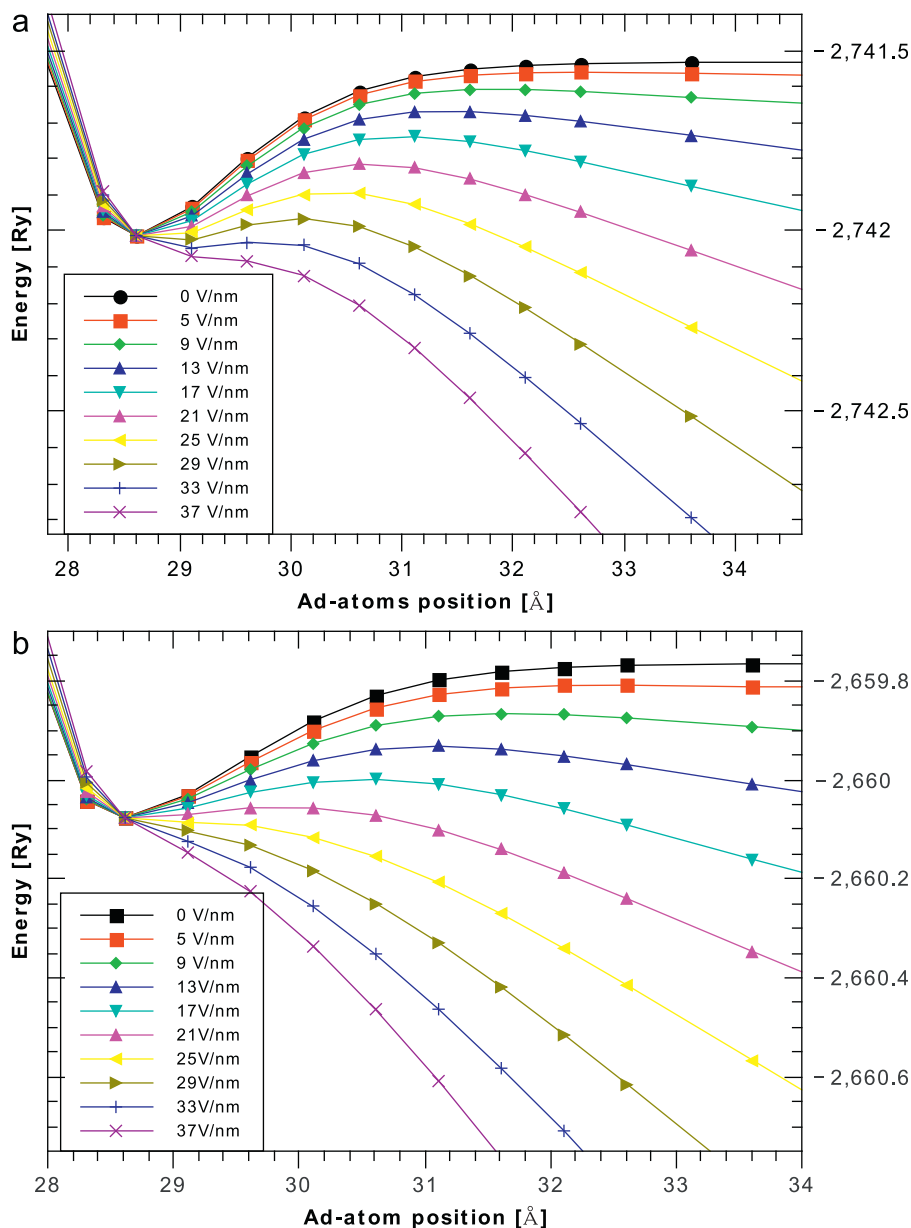 a
−2,741.5
−2,742
−2,742.5
Energy [Ry]
0 V/nm
5 V/nm
9 V/nm
13 V/nm
17 V/nm
21 V/nm
25 V/nm
29 V/nm
33 V/nm
37 V/nm
28 29 30 31 32 33 34
Ad-atoms position [Å]
b
−2,659.8
−2,660
−2,660.2
−2,660.4
−2,660.6
Energy [Ry]
0 V/nm
5 V/nm
9 V/nm
13V/nm
17V/nm
21V/nm
25V/nm
29V/nm
33V/nm
37V/nm
28 29 30 31 32 33 34
Ad-atom position [Å]